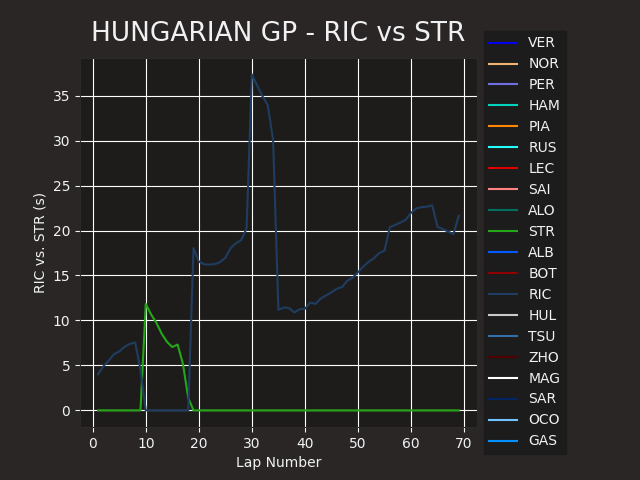 HUNGARIAN GP - RIC vs STR
VER
NOR
PER
HAM
PIA
RUS
LEC
SAI
ALO
STR
ALB
BOT
RIC
HUL
TSU
ZHO
MAG
SAR
OCO
GAS
RIC vs. STR (s)
35
30
25
20
15
10
5
0
0 10 20 30 40 50 60 70
Lap Number